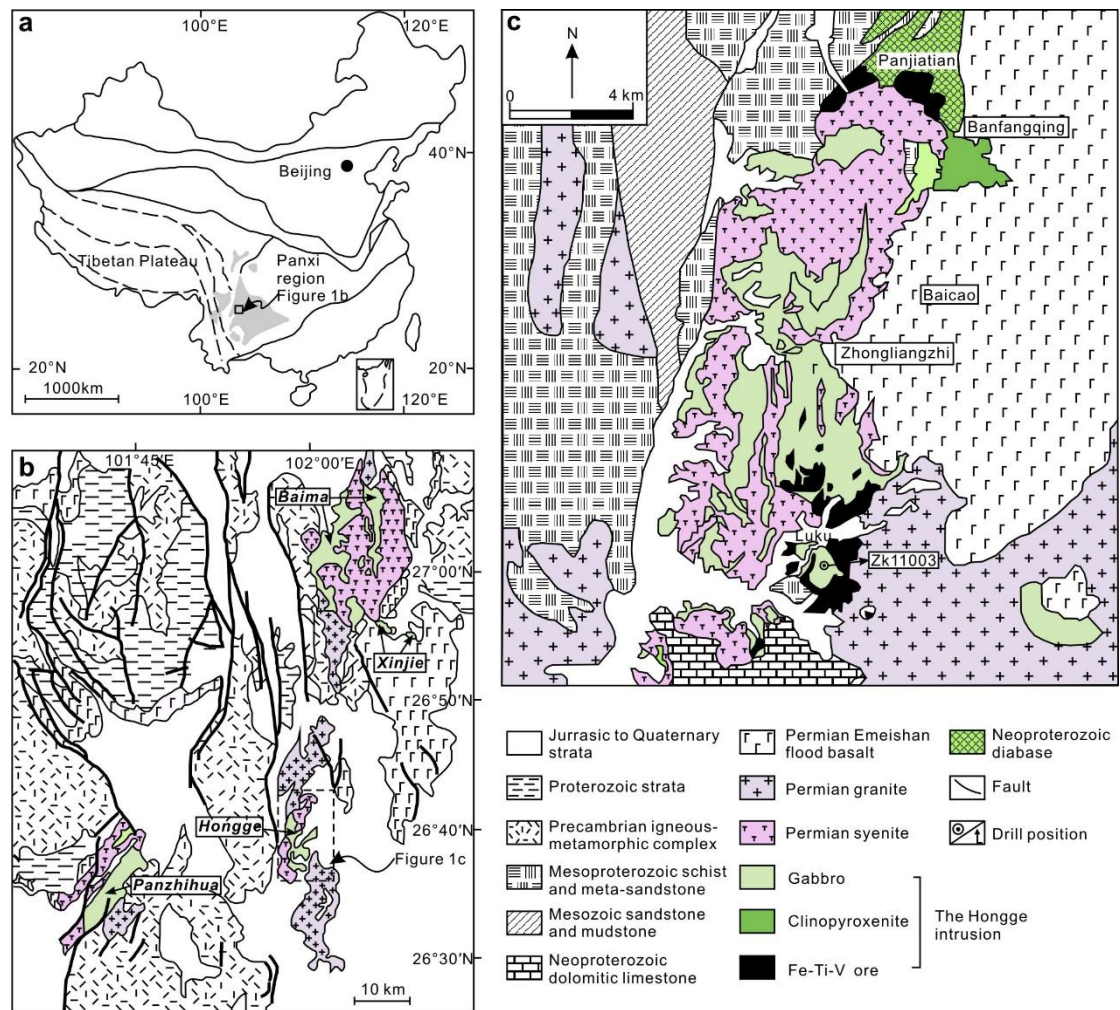 a
100°E
120°E
Beijing
40°N
Tibetan Plateau
Panxi
region
Figure 1b
20°N
20°N
1000km
100°E
120°E
b
101°45'E
102°00'E
Baima
27°00'N
Xinjie
26°50'N
Hongge
26°40'N
Figure 1c
Panzhihua
26°30'N
10 km
c
N
0
4 km
Panjiatian
Banfangqing
Baicao
Zhongliangzhi
Luku
Zk11003
Jurrasic to Quaternary
strata
Proterozoic strata
Precambrian igneous-
metamorphic complex
Mesoproterozoic schist
and meta-sandstone
Mesozoic sandstone
and mudstone
Neoproterozoic
dolomitic limestone
Permian Emeishan
flood basalt
Permian granite
Permian syenite
Gabbro
Clinopyroxenite
Fe-Ti-V ore
The Hongge
intrusion
Neoproterozoic
diabase
Fault
Drill position